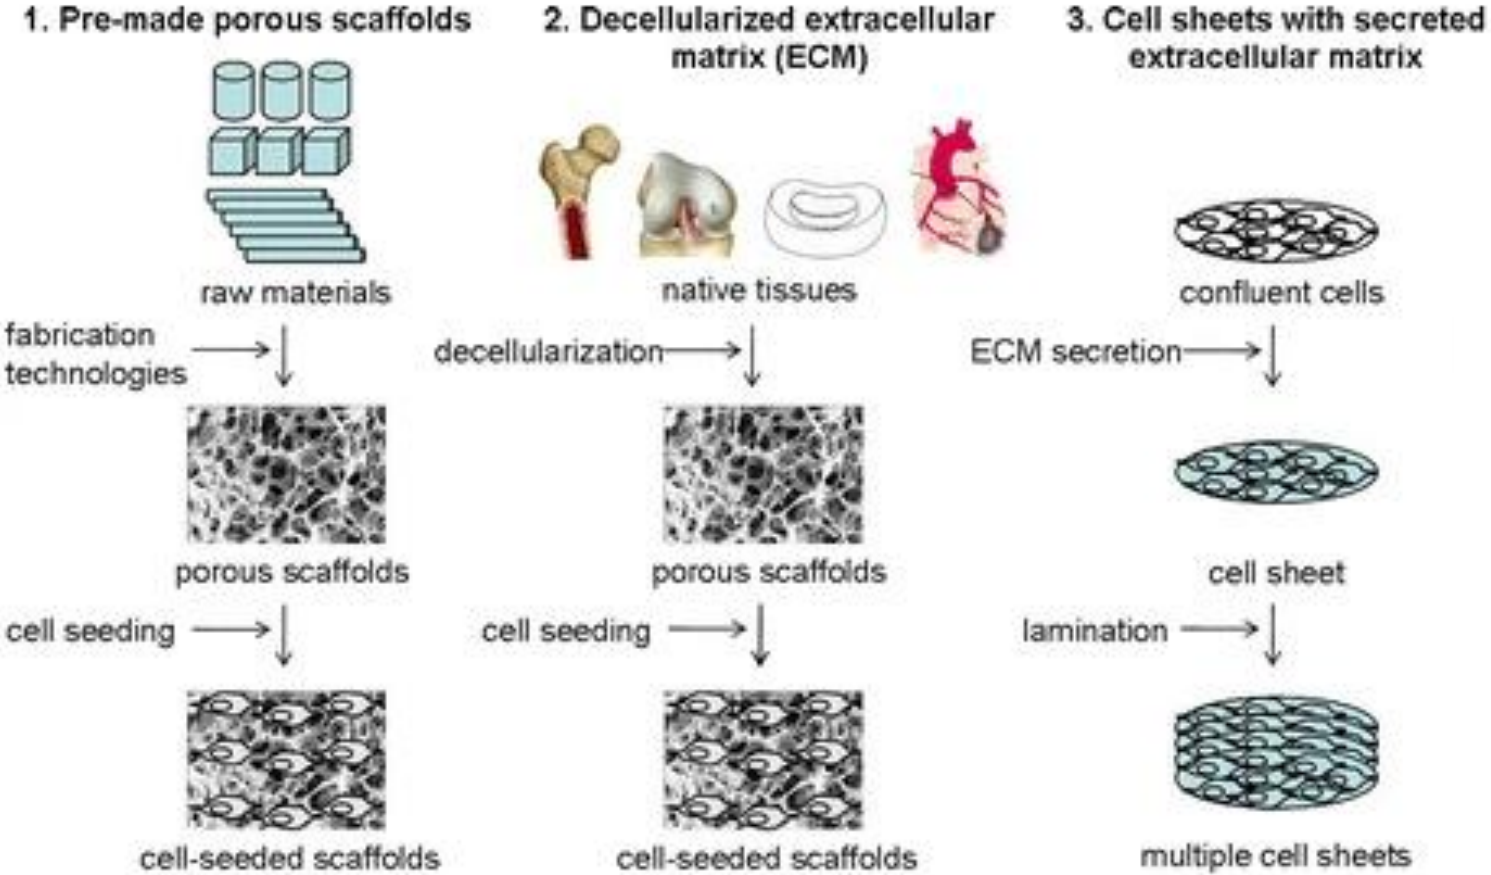 1. Pre-made porous scaffolds
raw materials
fabrication
technologies
porous scaffolds
cell seeding
cell-seeded scaffolds
2. Decellularized extracellular
matrix (ECM)
native tissues
decellularization
porous scaffolds
cell seeding
cell-seeded scaffolds
3. Cell sheets with secreted
extracellular matrix
confluent cells
ECM secretion
cell sheet
lamination
multiple cell sheets